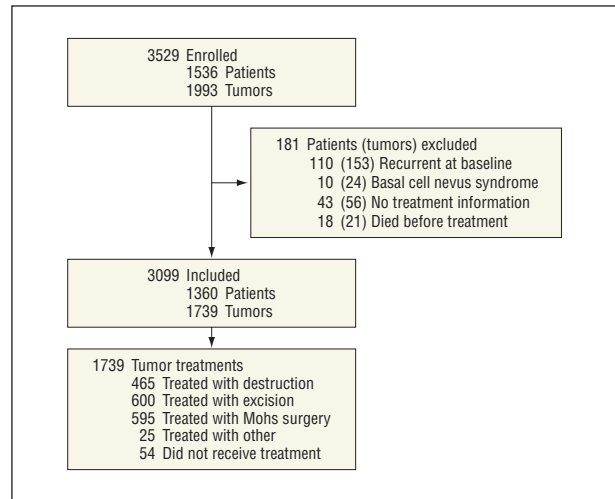 3529 Enrolled
1536 Patients
1993 Tumors
181 Patients (tumors) excluded
110 (153) Recurrent at baseline
10 (24) Basal cell nevus syndrome
43 (56) No treatment information
18 (21) Died before treatment
3099 Included
1360 Patients
1739 Tumors
1739 Tumor treatments
465 Treated with destruction
600 Treated with excision
595 Treated with Mohs surgery
25 Treated with other
54 Did not receive treatment